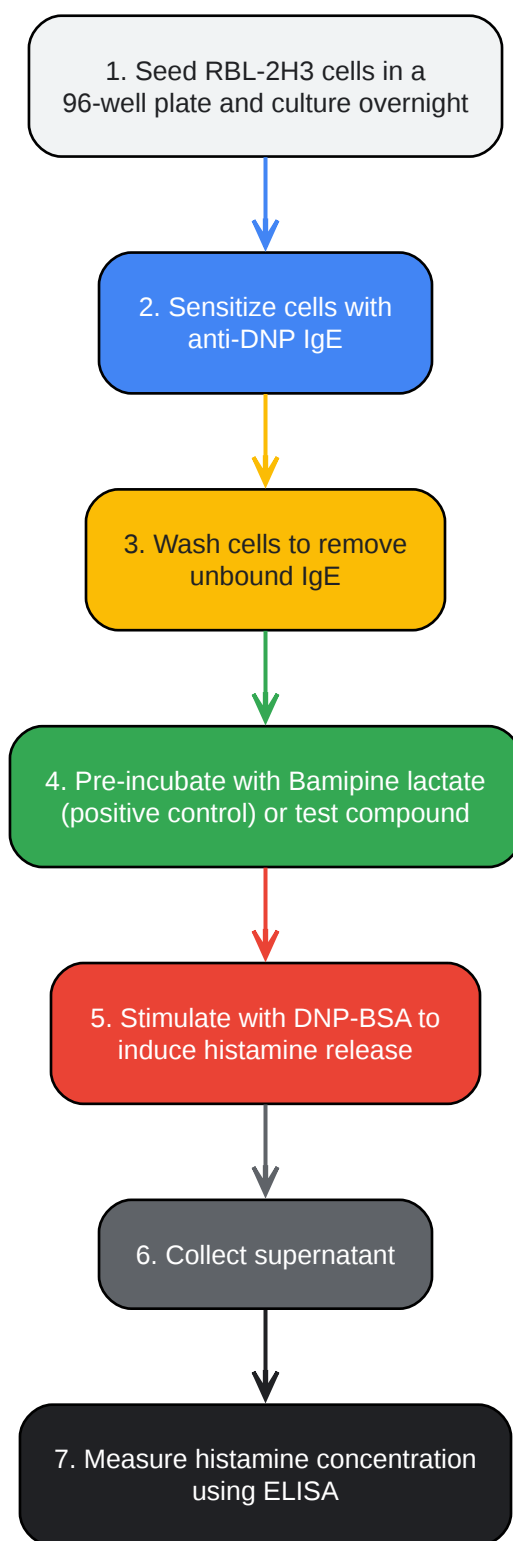 1. Seed RBL-2H3 cells in a
96-well plate and culture overnight
2. Sensitize cells with
anti-DNP IgE
3. Wash cells to remove
unbound IgE
4. Pre-incubate with Bamipine lactate
(positive control) or test compound
5. Stimulate with DNP-BSA to
induce histamine release
6. Collect supernatant
7. Measure histamine concentration
using ELISA